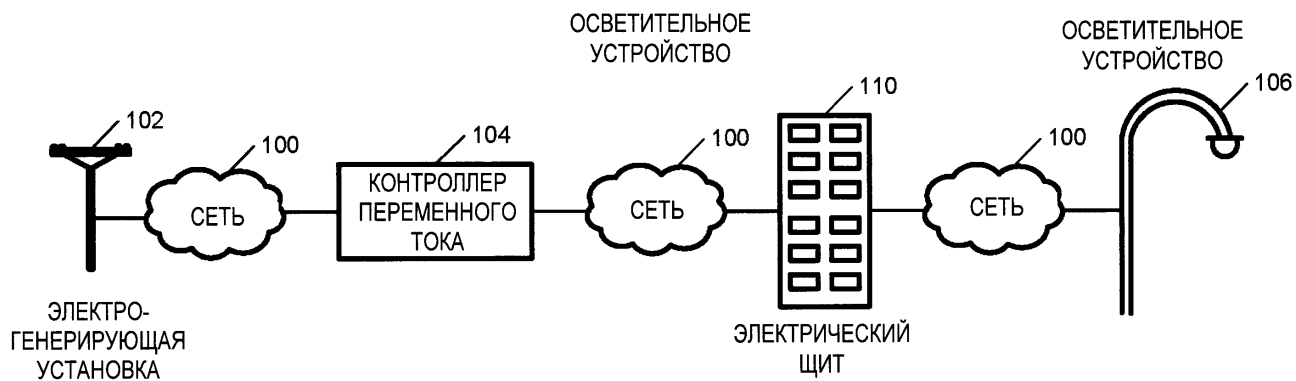 ОСВЕТИТЕЛЬНОЕ
УСТРОЙСТВО
ОСВЕТИТЕЛЬНОЕ
УСТРОЙСТВО
102
100
104
100
110
100
106
СЕТЬ
КОНТРОЛЛЕР
ПЕРЕМЕННОГО
ТОКА
СЕТЬ
СЕТЬ
ЭЛЕКТРО-
ГЕНЕРИРУЮЩАЯ
УСТАНОВКА
ЭЛЕКТРИЧЕСКИЙ
ЩИТ